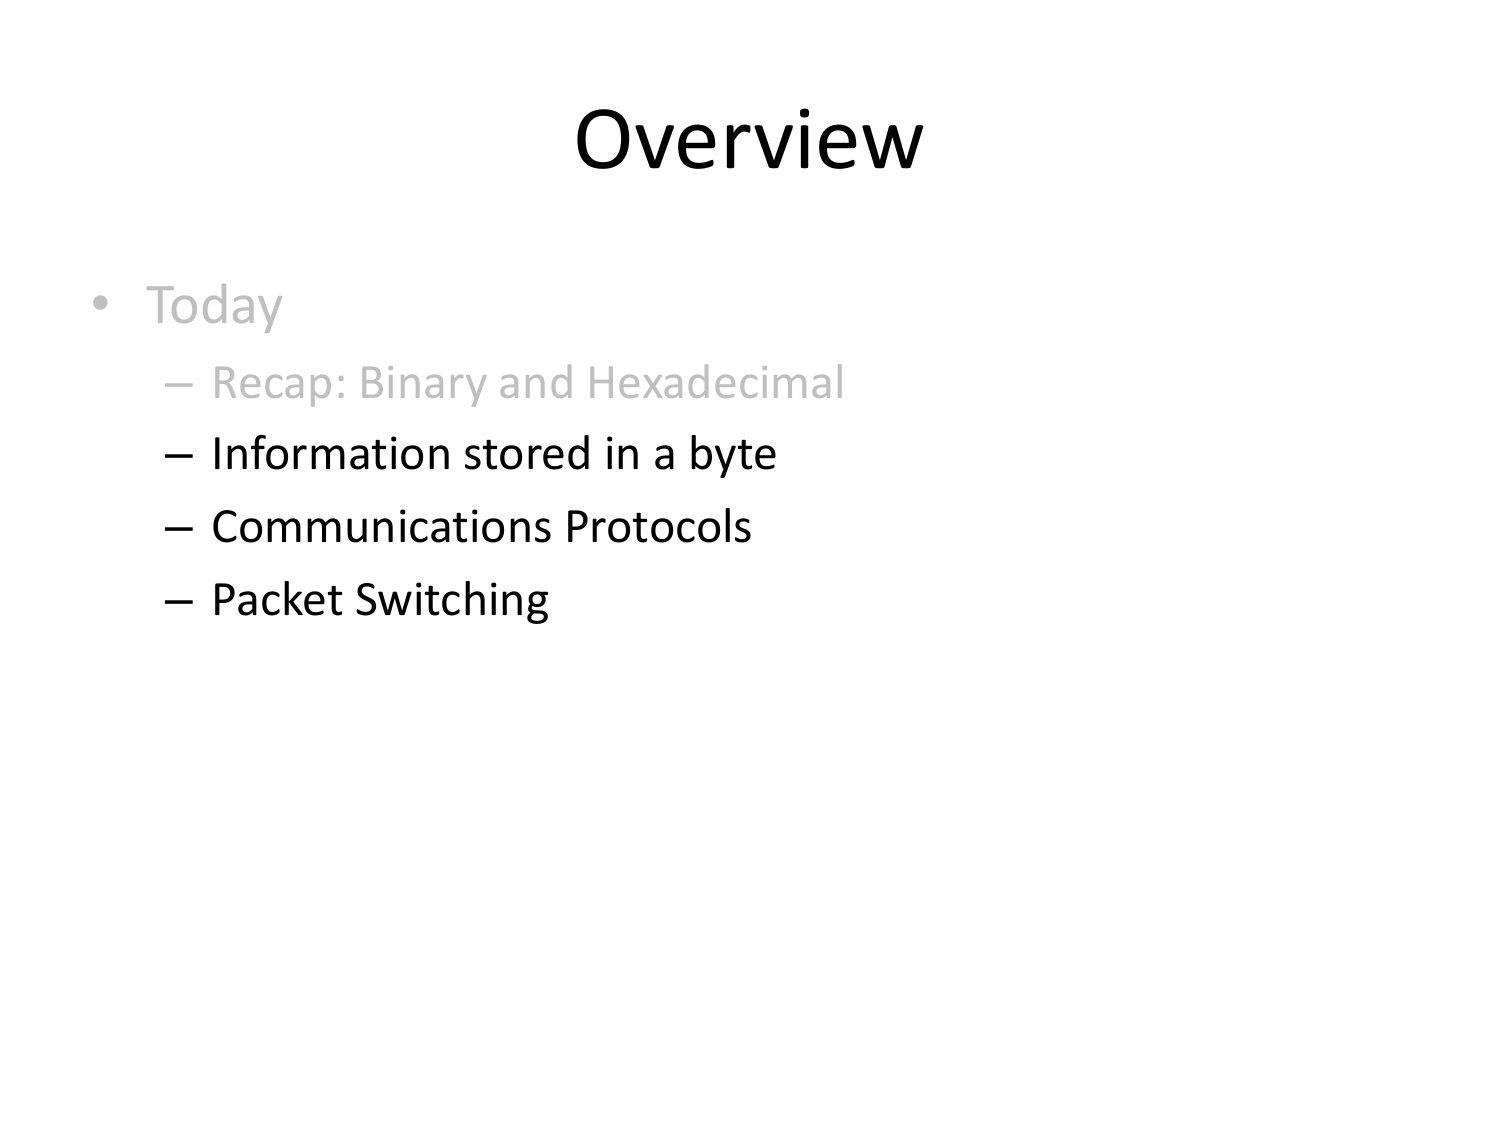 Overview
• Today
– Recap: Binary and Hexadecimal
– Information stored in a byte
– Communications Protocols
– Packet Switching